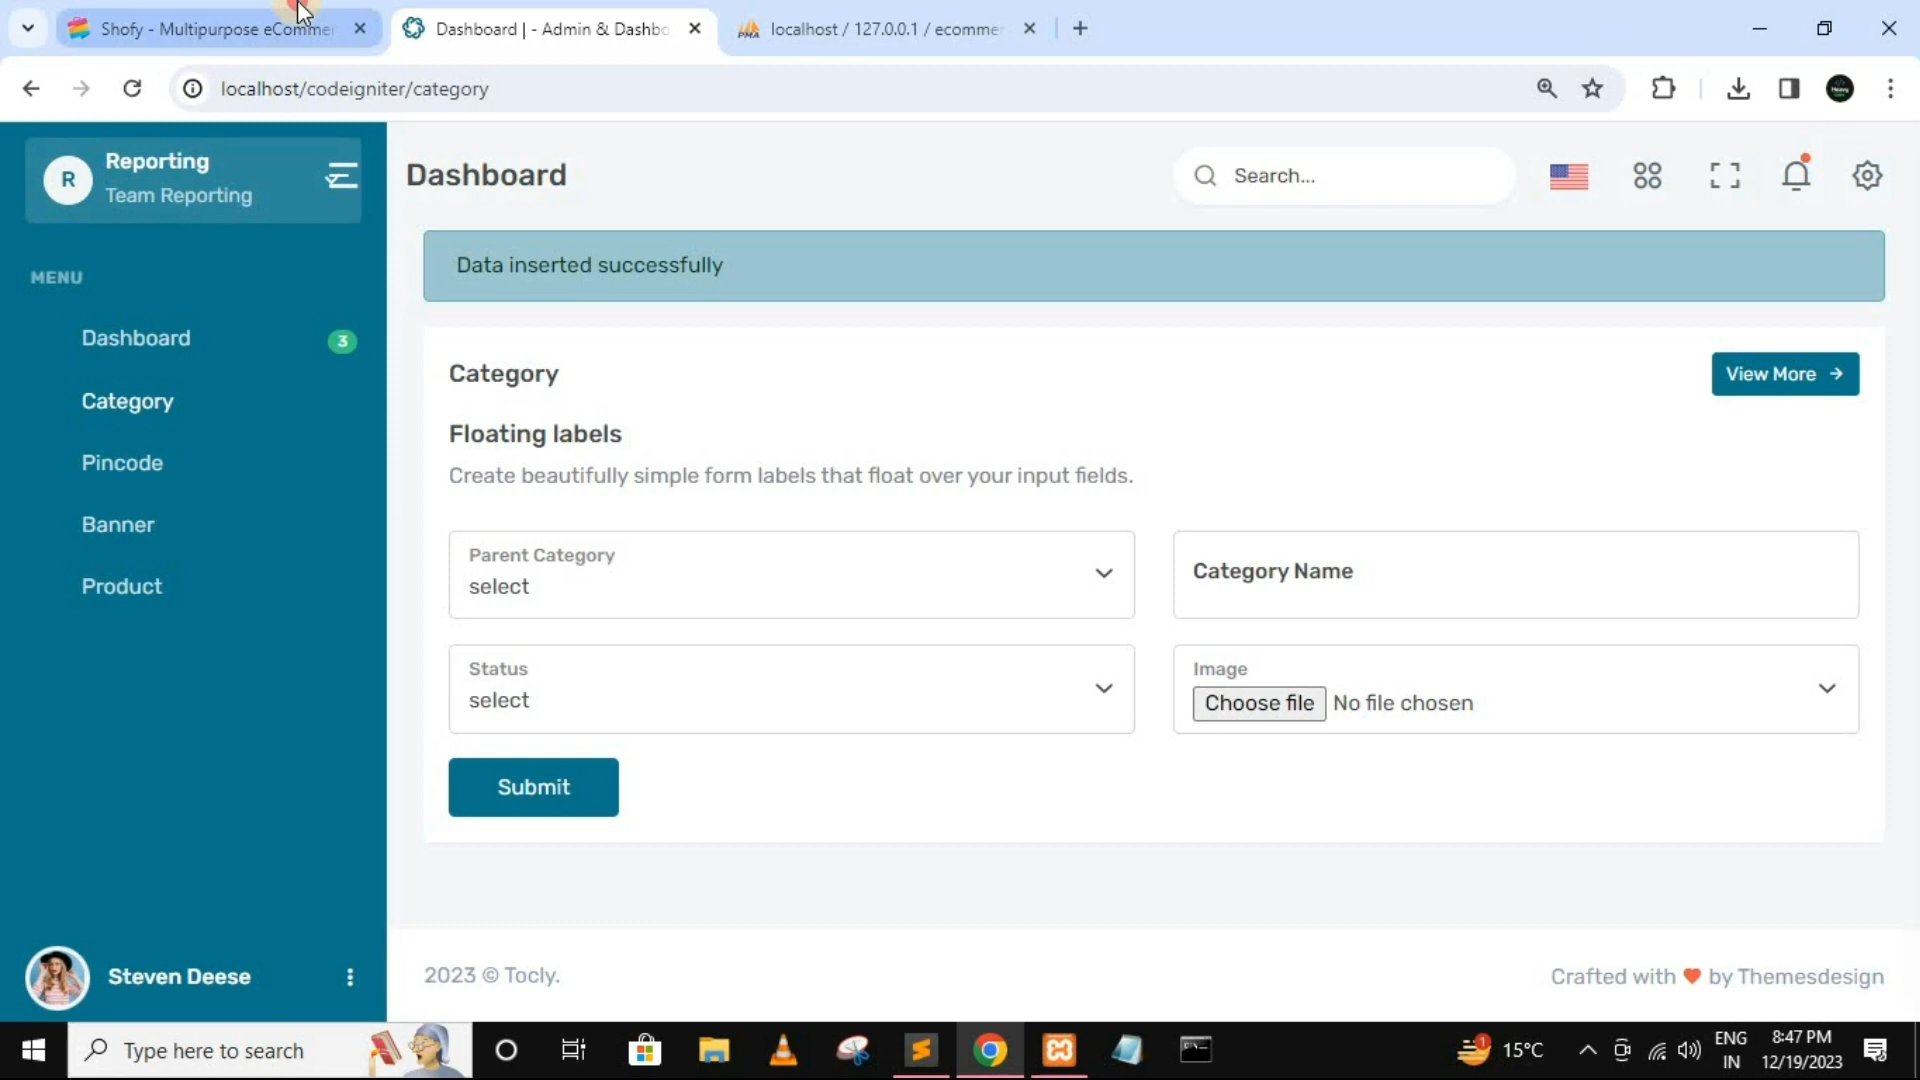 Shofy - Multipurpose eCommer
Dashboard | - Admin & Dashbo
localhost / 127.0.0.1 / ecomme
localhost/codeigniter/category
R
Reporting
Team Reporting
Dashboard
Search...
Data inserted successfully
MENU
Dashboard
3
Category
Pincode
Banner
Product
Category
View More
Floating labels
Create beautifully simple form labels that float over your input fields.
Parent Category
select
Category Name
Status
select
Image
Choose file No file chosen
Submit
Steven Deese
2023 © Tocly.
Crafted with ♥ by Themesdesign
Type here to search
1
15°C
ENG
IN
8:47 PM
12/19/2023